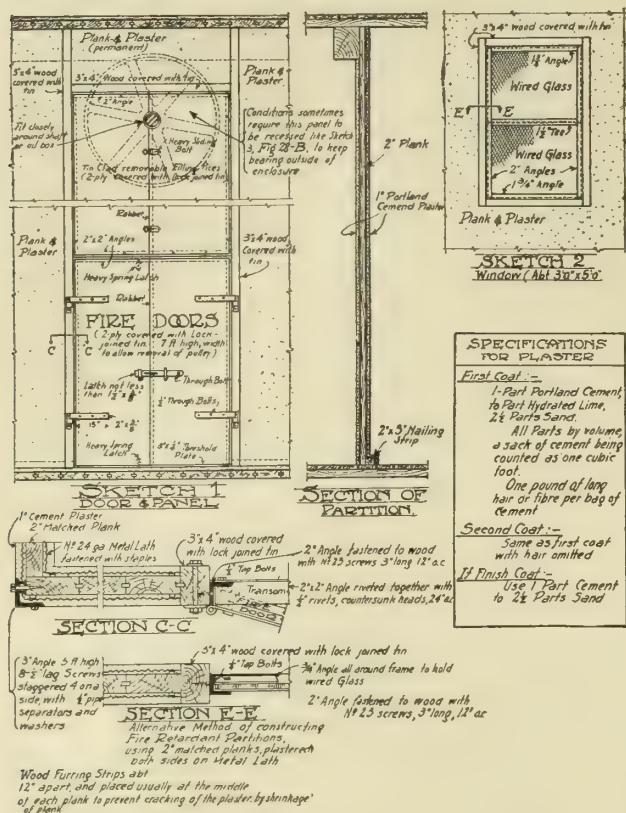 Plank & Plaster
(permanent)
3"x4" wood
covered with
tin
3"x4" Wood covered with tin
2" Angle
Plank &
Plaster
Fit closely
around shaft
or oil box
Heavy Sliding
Bolt
(Conditions sometimes
require this panel to
be recessed like Sketch
3, Fig 28-B, to keep
bearing outside of
enclosure
Tin Clad removable Filling Pieces
(2-ply covered with Lock joined tin)
Rabbet
Plank &
Plaster
2"x2" Angles
3"x4" wood
Covered with
tin
Heavy Spring Latch
Rabbet
FIRE DOORS
(2-ply covered with Lock-
joined tin. 7 ft high, width
to allow removal of pulley)
C C
Latch not less
than
Through Bolt
Through Bolts
15" x 2" x
Heavy Spring
Latch
Threshold
Plate
SKETCH 1
DOOR & PANEL
2" Plank
1" Portland
Cement Plaster
2"x3" Nailing
Strip
SECTION OF
PARTITION.
3"x4" wood covered with tin
Angle
Wired Glass
E E
1½" Tee
Wired Glass
2" Angles
1¾" Angle
Plank &
Plaster
SKETCH 2
Window (Abt 3'0" x 5'0"
SPECIFICATIONS
FOR PLASTER
First Coat :-
1-Part Portland Cement,
Part Hydrated Lime,
2½ Parts Sand.
All Parts by volume,
a sack of cement being
counted as one cubic
foot.
One pound of long
hair or fibre per bag of
cement
Second Coat :-
Same as first coat
with hair omitted
If Finish Coat :-
Use 1 Part Cement
to 2½ Parts Sand
1" Cement Plaster
2" Matched Plank
Nº 24 ga Metal Lath
fastened with staples
3"x4" wood covered
with lock joined tin
Tap Bolts
2" Angle fastened to wood
with Nº 25 screws 3" long 12" o.c
Transom
2"x2" Angle riveted together with
rivets, countersunk heads, 24" o.c
FIRE
DOOR
SECTION C-C
3" Angle 5 ft high
lag Screws
staggered 4 on a
side, with pipe
separators and
washers
3"x4" wood covered with lock joined tin
Tap Bolts
¾" Angle all around frame to hold
wired Glass
2" Angle fastened to wood with
Nº 25 screws, 3" long, 12" o.c
SECTION E-E
Alternative Method of constructing
Fire Retardant Partitions,
using 2" matched planks, plastered
both sides on Metal Lath
Wood Furring Strips abt
12" apart, and placed usually at the middle
of each plank to prevent cracking of the plaster, by shrinkage
of plank